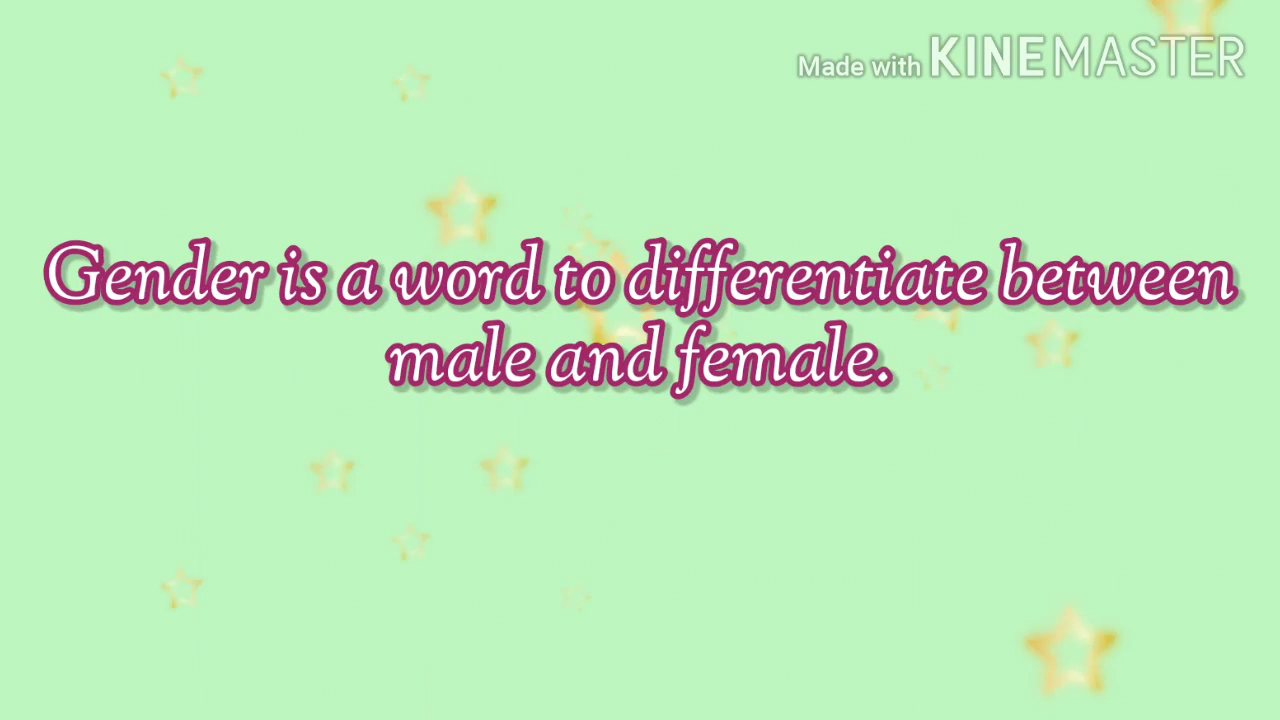 Made with KINEMASTER
Gender is a word to differentiate between
male and female.